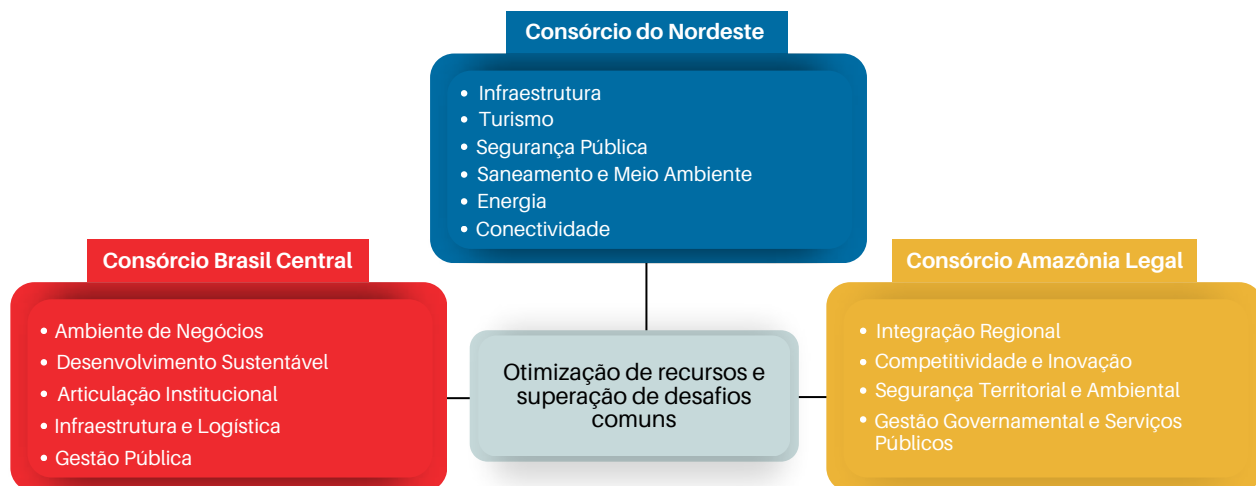 Consórcio do Nordeste
Infraestrutura
Turismo
Segurança Pública
Saneamento e Meio Ambiente
Energia
Conectividade
Consórcio Brasil Central
Ambiente de Negócios
Desenvolvimento Sustentável
Articulação Institucional
Infraestrutura e Logística
Gestão Pública
Otimização de recursos e
superação de desafios
comuns
Consórcio Amazônia Legal
Integração Regional
Competitividade e Inovação
Segurança Territorial e Ambiental
Gestão Governamental e Serviços
Públicos